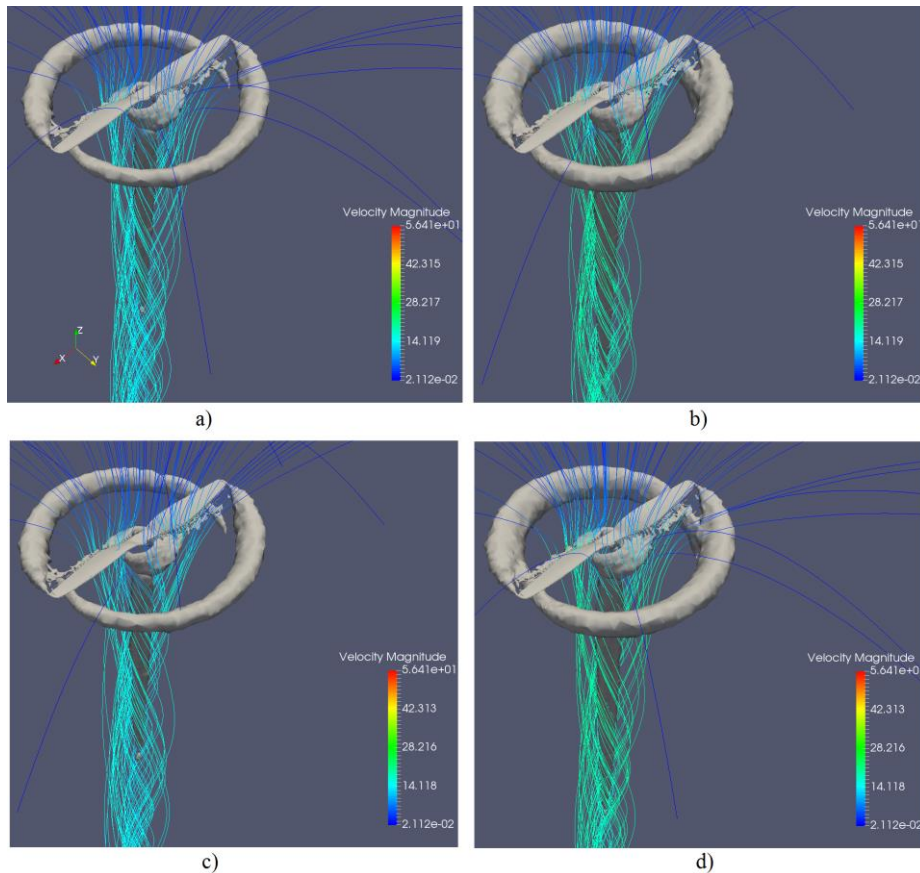 Velocity Magnitude
5.641e+01
42.315
28.217
14.119
2.112e-02
Z
X
Y
a)
Velocity Magnitude
5.641e+01
42.315
28.217
14.119
2.112e-02
b)
Velocity Magnitude
5.641e+01
42.313
28.216
14.118
2.112e-02
c)
Velocity Magnitude
5.641e+0
42.313
28.216
14.118
2.112e-02
d)